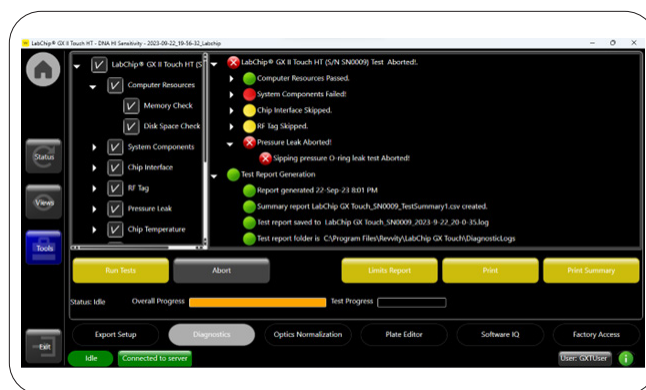 LabChip® GX II Touch HT - DNA Hi Sensitivity - 2023-09-22_19-56-32_Labchip
LabChip® GX II Touch HT (S
Computer Resources
Memory Check
Disk Space Check
System Components
Chip Interface
RF Tag
Pressure Leak
Chip Temperature
LabChip® GX II Touch HT (S/N SN0009) Test Aborted!.
Computer Resources Passed.
System Components Failed!
Chip Interface Skipped.
RF Tag Skipped.
Pressure Leak Aborted!
Sipping pressure O-ring leak test Aborted!
Test Report Generation
Report generated 22-Sep-23 8:01 PM
Summary report LabChip GX Touch_SN0009_TestSummary1.csv created.
Test report saved to LabChip GX Touch_SN0009_2023-9-22_20-0-35.log
Test report folder is C:\Program Files\Revvity\LabChip GX Touch\DiagnosticLogs
Status
Views
Tools
Run Tests
Abort
Limits Report
Print
Print Summary
Status: Idle
Overall Progress
Test Progress
Exit
Export Setup
Diagnostics
Optics Normalization
Plate Editor
Software IQ
Factory Access
Idle
Connected to server
User: GXTUser